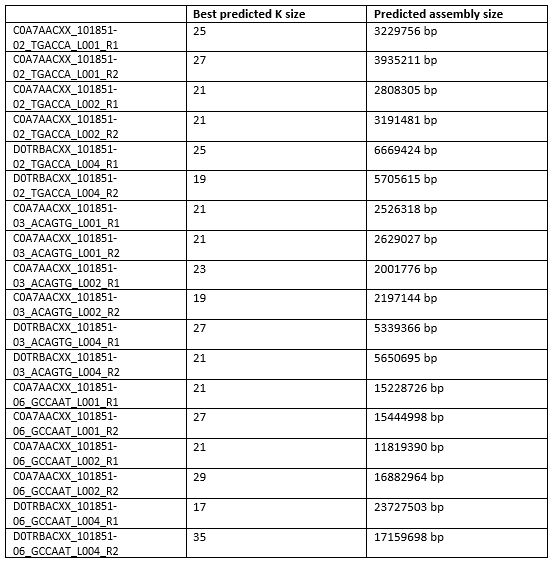 Best predicted K size Predicted assembly size
C0A7AACXX_101851- 25 3229756 bp
02_TGACCA_L001_R1
C0A7AACXX_101851- 27 3935211 bp
02_TGACCA_L001_R2
C0A7AACXX_101851- 21 2808305 bp
02_TGACCA_L002_R1
C0A7AACXX_101851- 21 3191481 bp
02_TGACCA_L002_R2
D0TRBACXX_101851- 25 6669424 bp
02_TGACCA_L004_R1
D0TRBACXX_101851- 19 5705615 bp
02_TGACCA_L004_R2
C0A7AACXX_101851- 21 2526318 bp
03_ACAGTG_L001_R1
C0A7AACXX_101851- 21 2629027 bp
03_ACAGTG_L001_R2
C0A7AACXX_101851- 23 2001776 bp
03_ACAGTG_L002_R1
C0A7AACXX_101851- 19 2197144 bp
03_ACAGTG_L002_R2
D0TRBACXX_101851- 27 5339366 bp
03_ACAGTG_L004_R1
D0TRBACXX_101851- 21 5650695 bp
03_ACAGTG_L004_R2
C0A7AACXX_101851- 21 15228726 bp
06_GCCAAT_L001_R1
C0A7AACXX_101851- 27 15444998 bp
06_GCCAAT_L001_R2
C0A7AACXX_101851- 21 11819390 bp
06_GCCAAT_L002_R1
C0A7AACXX_101851- 29 16882964 bp
06_GCCAAT_L002_R2
D0TRBACXX_101851- 17 23727503 bp
06_GCCAAT_L004_R1
D0TRBACXX_101851- 35 17159698 bp
06_GCCAAT_L004_R2